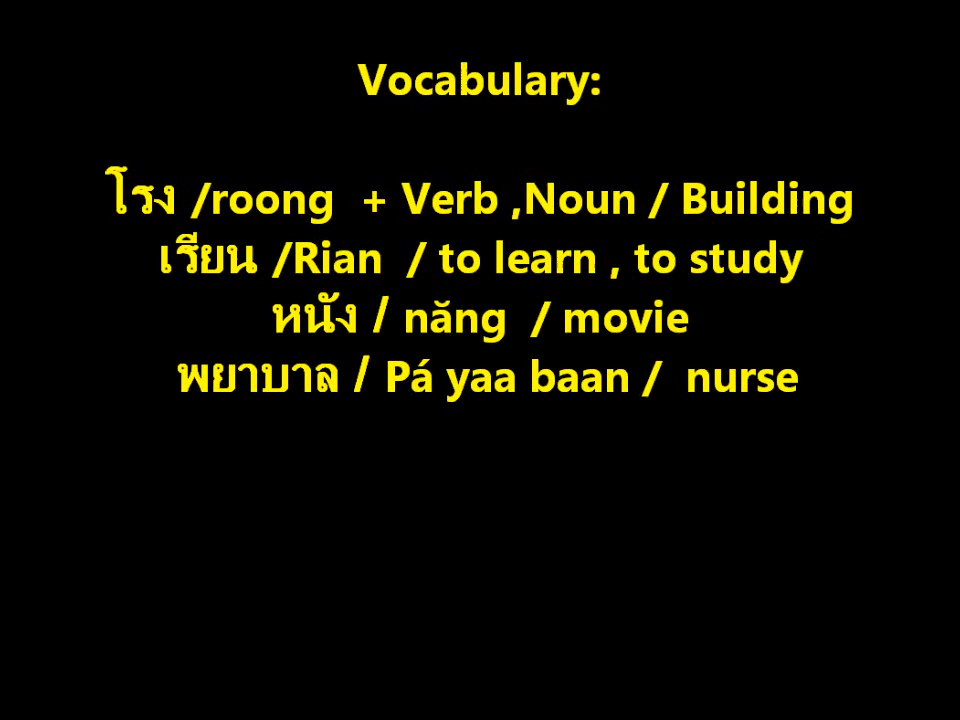 Vocabulary:
โรง /roong + Verb ,Noun / Building
เรียน /Rian / to learn , to study
หนัง / năng / movie
พยาบาล / Pá yaa baan / nurse